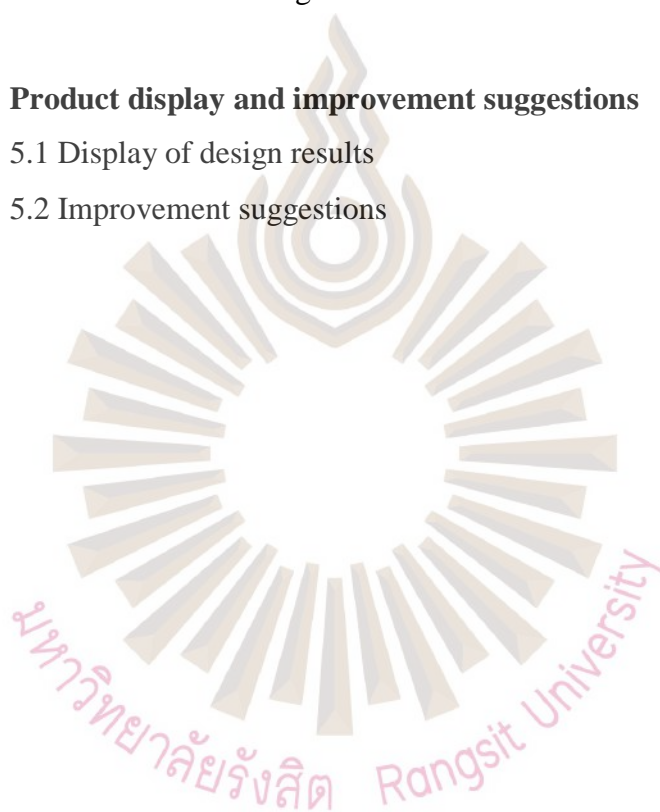 Product display and improvement suggestions
5.1 Display of design results
5.2 Improvement suggestions
มหาวิทยาลัยรังสิต Rangsit University